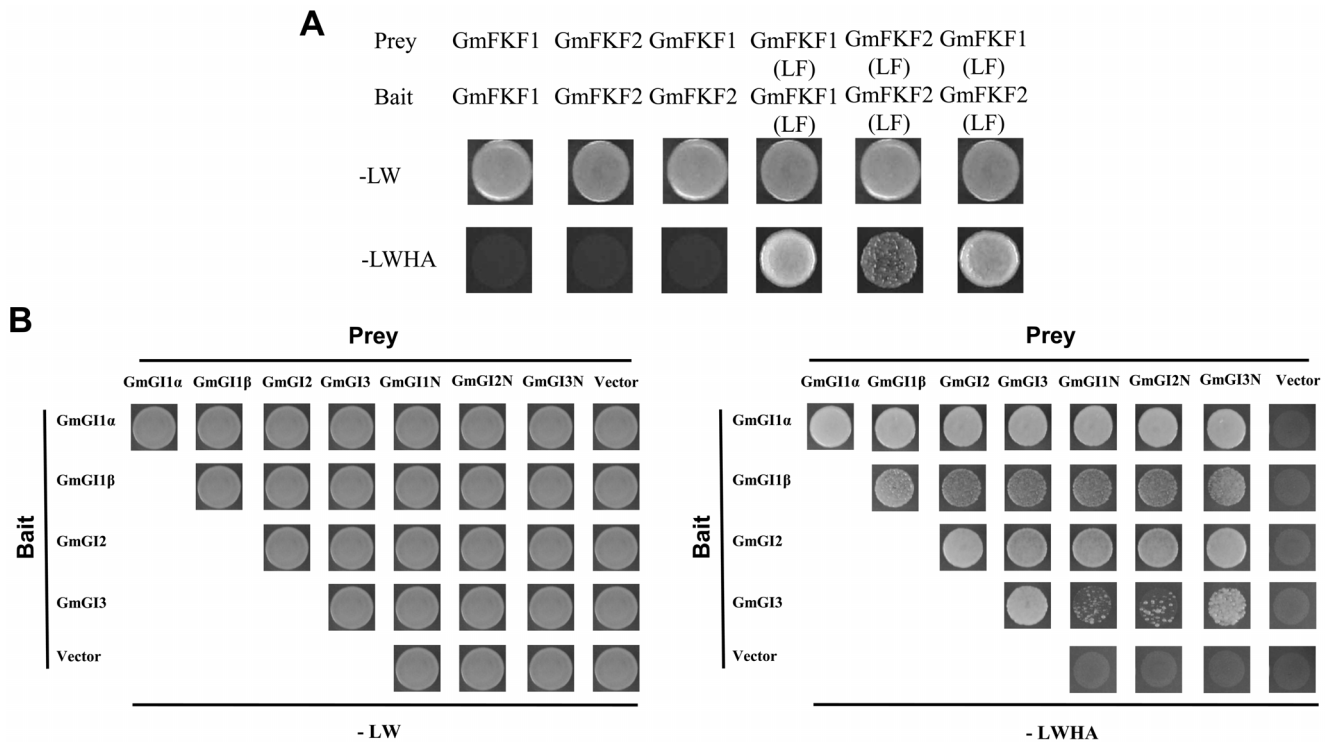 A
Prey GmFKF1 GmFKF2 GmFKF1 GmFKF1 GmFKF2 GmFKF1
(LF) (LF) (LF)
Bait GmFKF1 GmFKF2 GmFKF2 GmFKF1 GmFKF2 GmFKF2
(LF) (LF) (LF)
-LW
-LWHA
B
Prey
GmGI1α GmGI1β GmGI2 GmGI3 GmGI1N GmGI2N GmGI3N Vector
Bait
GmGI1α
GmGI1β
GmGI2
GmGI3
Vector
- LW
Prey
GmGI1α GmGI1β GmGI2 GmGI3 GmGI1N GmGI2N GmGI3N Vector
Bait
GmGI1α
GmGI1β
GmGI2
GmGI3
Vector
- LWHA